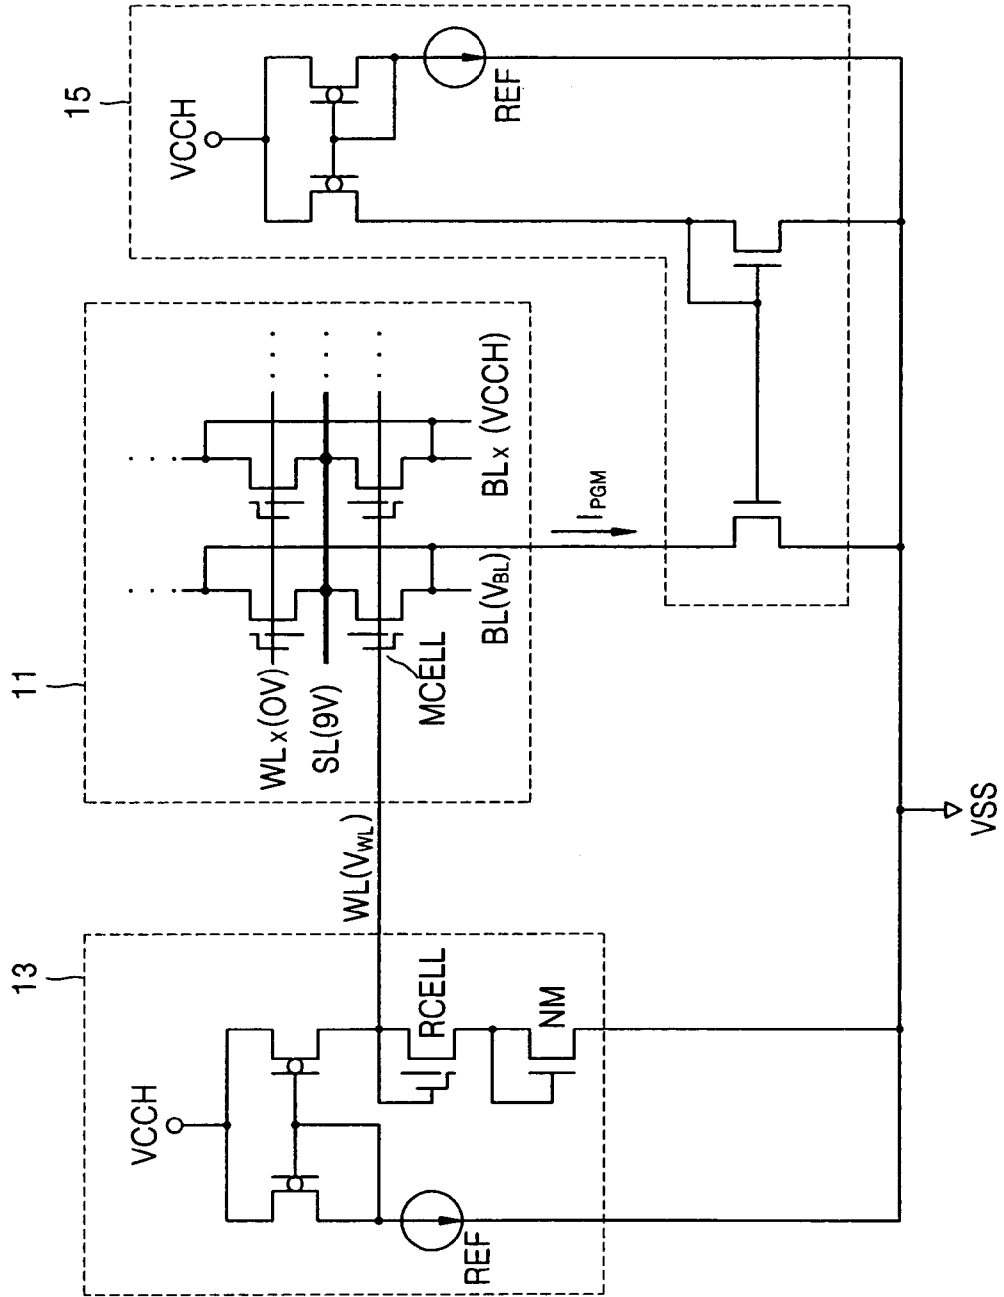 13
VCCH
REF
RCELL
NM
WL(VWL)
11
WLx(0V)
SL(9V)
MCELL
BL(VBL)
BLx (VCCH)
IPGM
15
VCCH
REF
VSS